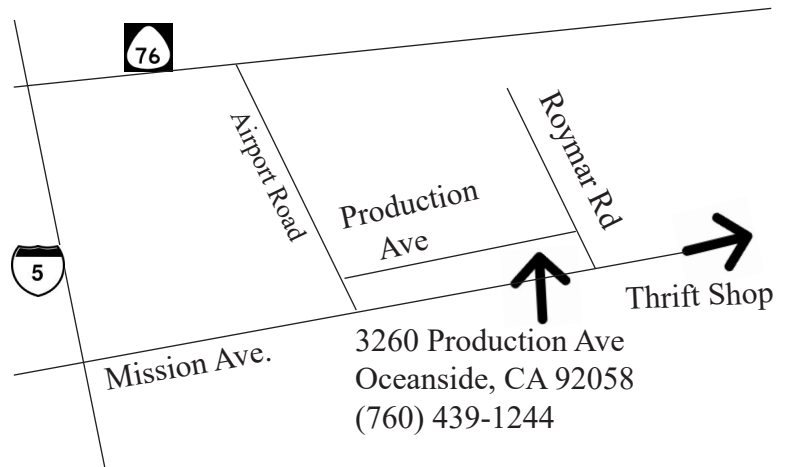 76
Airport Road
Roymar Rd
Production
Ave
5
Thrift Shop
Mission Ave.
3260 Production Ave
Oceanside, CA 92058
(760) 439-1244